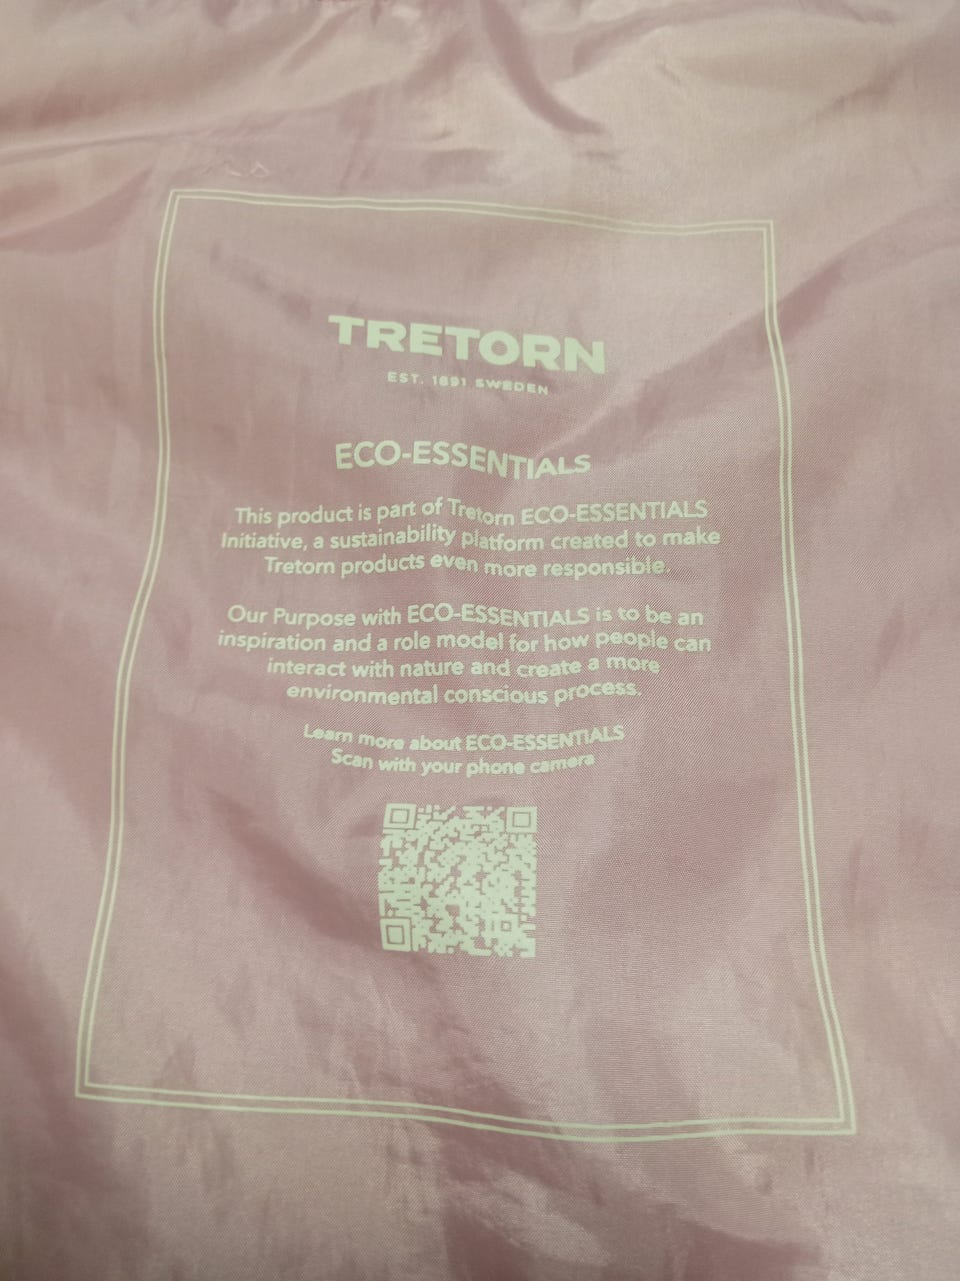 TRETORN
EST. 1891 SWEDEN
ECO-ESSENTIALS
This product is part of Tretorn ECO-ESSENTIALS
Initiative, a sustainability platform created to make
Tretorn products even more responsible.
Our Purpose with ECO-ESSENTIALS is to be an
inspiration and a role model for how people can
interact with nature and create a more
environmental conscious process.
Learn more about ECO-ESSENTIALS
Scan with your phone camera